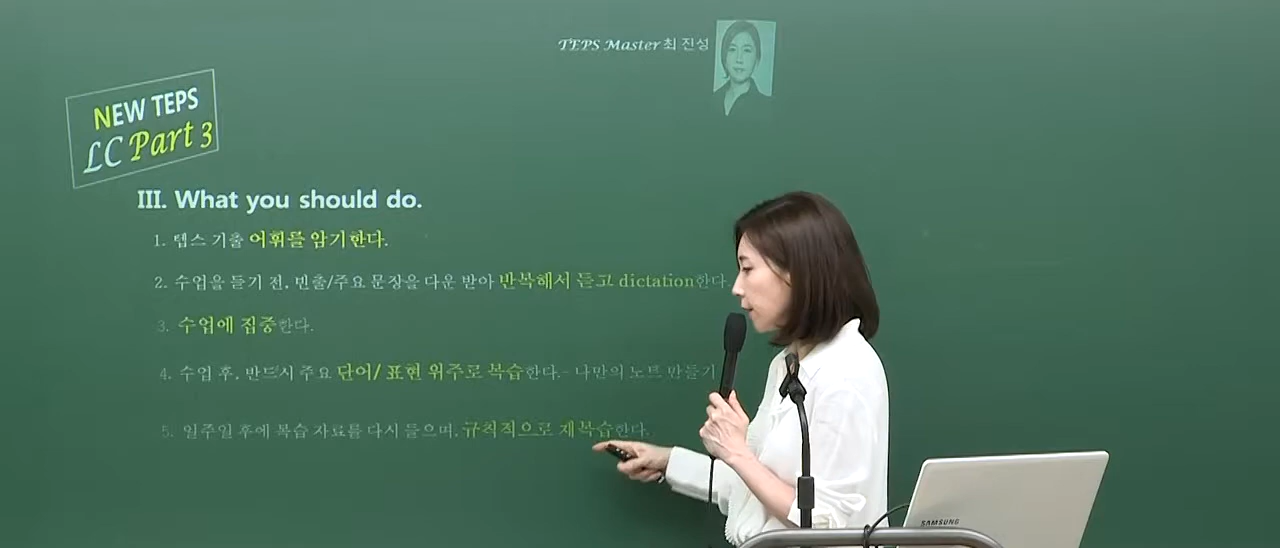 TEPS Master 최 진성
NEW TEPS
LC Part 3
III. What you should do.
1. 텝스 기출 어휘를 암기한다.
2. 수업을 듣기 전, 빈출/주요 문장을 다운 받아 반복해서 듣고 dictation한다
3. 수업에 집중한다.
4. 수업 후, 반드시 주요 단어/ 표현 위주로 복습한다.- 나만의 노트 만들기
5. 일주일 후에 복습 자료를 다시 들으며, 규칙적으로 재복습한다.
SAMSUNG